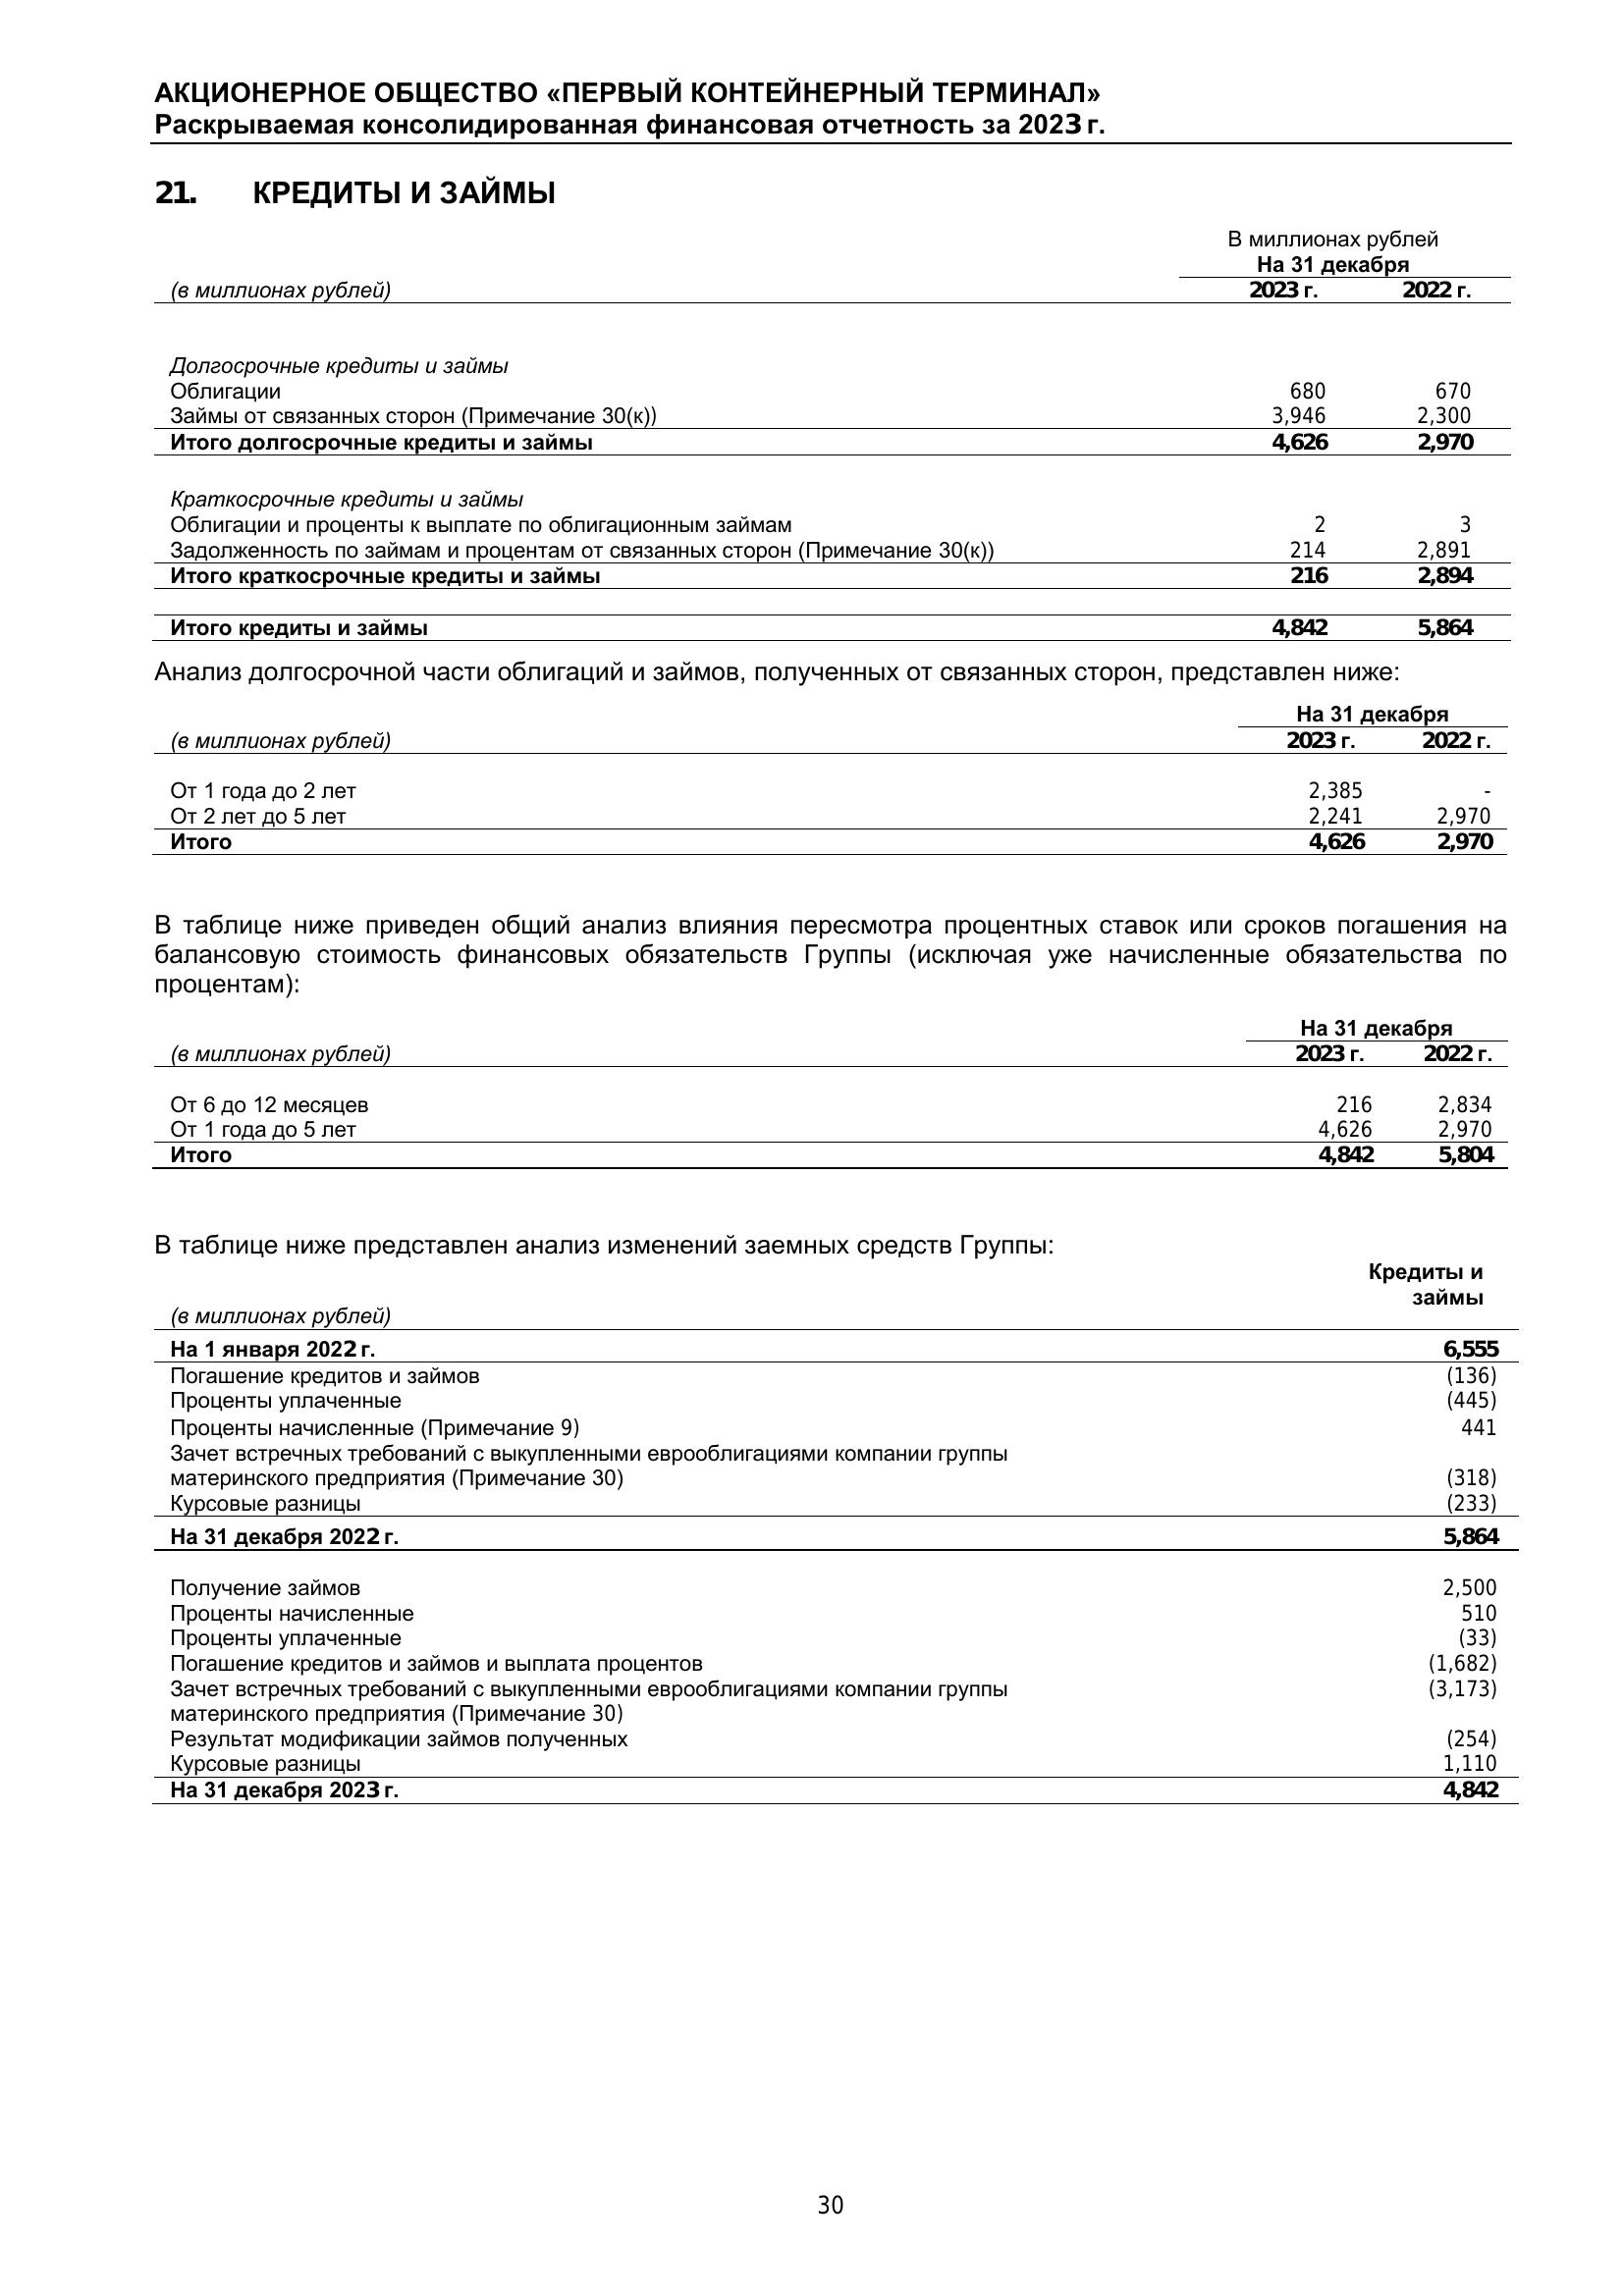 АКЦИОНЕРНОЕ ОБЩЕСТВО «ПЕРВЫЙ КОНТЕЙНЕРНЫЙ ТЕРМИНАЛ»
Раскрываемая консолидированная финансовая отчетность за 2023 г.
21. КРЕДИТЫ И ЗАЙМЫ
В миллионах рублей
На 31 декабря
(в миллионах рублей) 2023 г. 2022 г.
Долгосрочные кредиты и займы
Облигации 680 670
Займы от связанных сторон (Примечание 30(к)) 3,946 2,300
Итого долгосрочные кредиты и займы 4,626 2,970
Краткосрочные кредиты и займы
Облигации и проценты к выплате по облигационным займам 2 3
Задолженность по займам и процентам от связанных сторон (Примечание 30(к)) 214 2,891
Итого краткосрочные кредиты и займы 216 2,894
Итого кредиты и займы 4,842 5,864
Анализ долгосрочной части облигаций и займов, полученных от связанных сторон, представлен ниже:
На 31 декабря
(в миллионах рублей) 2023 г. 2022 г.
От 1 года до 2 лет 2,385 -
От 2 лет до 5 лет 2,241 2,970
Итого 4,626 2,970
В таблице ниже приведен общий анализ влияния пересмотра процентных ставок или сроков погашения на
балансовую стоимость финансовых обязательств Группы (исключая уже начисленные обязательства по
процентам):
На 31 декабря
(в миллионах рублей) 2023 г. 2022 г.
От 6 до 12 месяцев 216 2,834
От 1 года до 5 лет 4,626 2,970
Итого 4,842 5,804
В таблице ниже представлен анализ изменений заемных средств Группы:
Кредиты и
займы
(в миллионах рублей)
На 1 января 2022 г. 6,555
Погашение кредитов и займов (136)
Проценты уплаченные (445)
Проценты начисленные (Примечание 9) 441
Зачет встречных требований с выкупленными еврооблигациями компании группы
материнского предприятия (Примечание 30) (318)
Курсовые разницы (233)
На 31 декабря 2022 г. 5,864
Получение займов 2,500
Проценты начисленные 510
Проценты уплаченные (33)
Погашение кредитов и займов и выплата процентов (1,682)
Зачет встречных требований с выкупленными еврооблигациями компании группы (3,173)
материнского предприятия (Примечание 30)
Результат модификации займов полученных (254)
Курсовые разницы 1,110
На 31 декабря 2023 г. 4,842
30